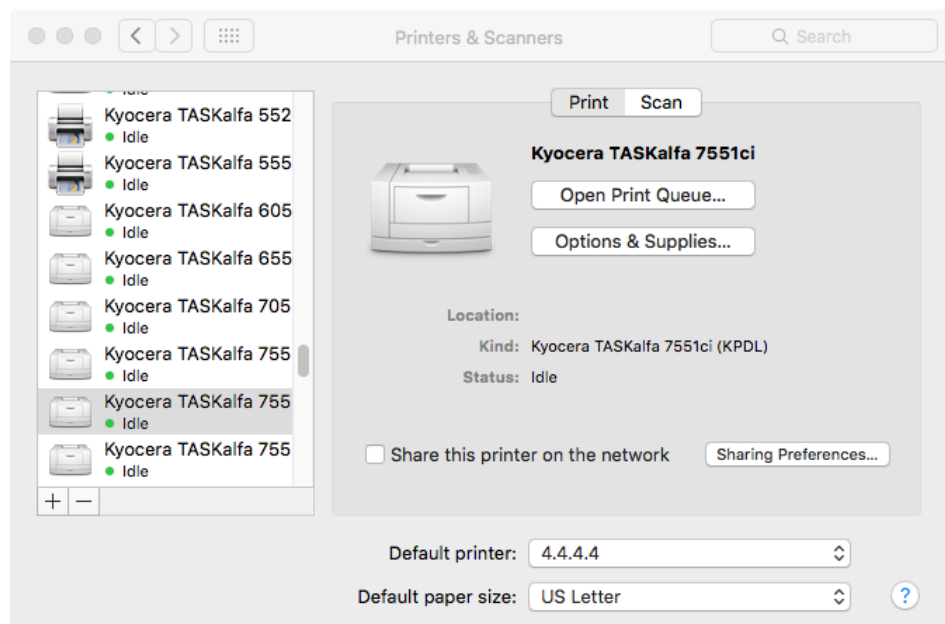 Printers & Scanners
Search
Kyocera TASKalfa 552
Idle
Kyocera TASKalfa 555
Idle
Kyocera TASKalfa 605
Idle
Kyocera TASKalfa 655
Idle
Kyocera TASKalfa 705
Idle
Kyocera TASKalfa 755
Idle
Kyocera TASKalfa 755
Idle
Kyocera TASKalfa 755
Idle
+ −
Print Scan
Kyocera TASKalfa 7551ci
Open Print Queue...
Options & Supplies...
Location:
Kind: Kyocera TASKalfa 7551ci (KPDL)
Status: Idle
Share this printer on the network Sharing Preferences...
Default printer: 4.4.4.4
Default paper size: US Letter ?